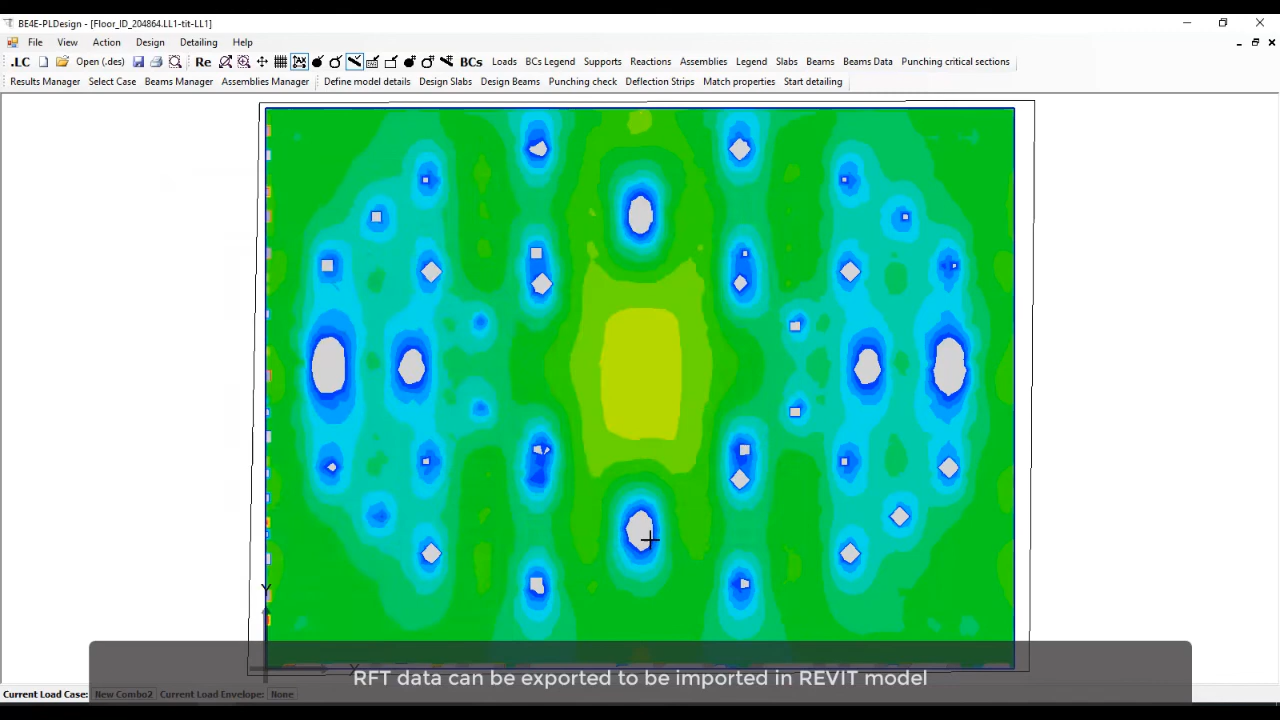 BE4E-PLDesign - [Floor_ID_204864.LL1-tit-LL1]
File View Action Design Detailing Help
.LC Open (.des) Re AX BCs Loads BCs Legend Supports Reactions Assemblies Legend Slabs Beams Beams Data Punching critical sections
Results Manager Select Case Beams Manager Assemblies Manager Define model details Design Slabs Design Beams Punching check Deflection Strips Match properties Start detailing
Y
X
RFT data can be exported to be imported in REVIT model
Current Load Case: New Combo2 Current Load Envelope: None